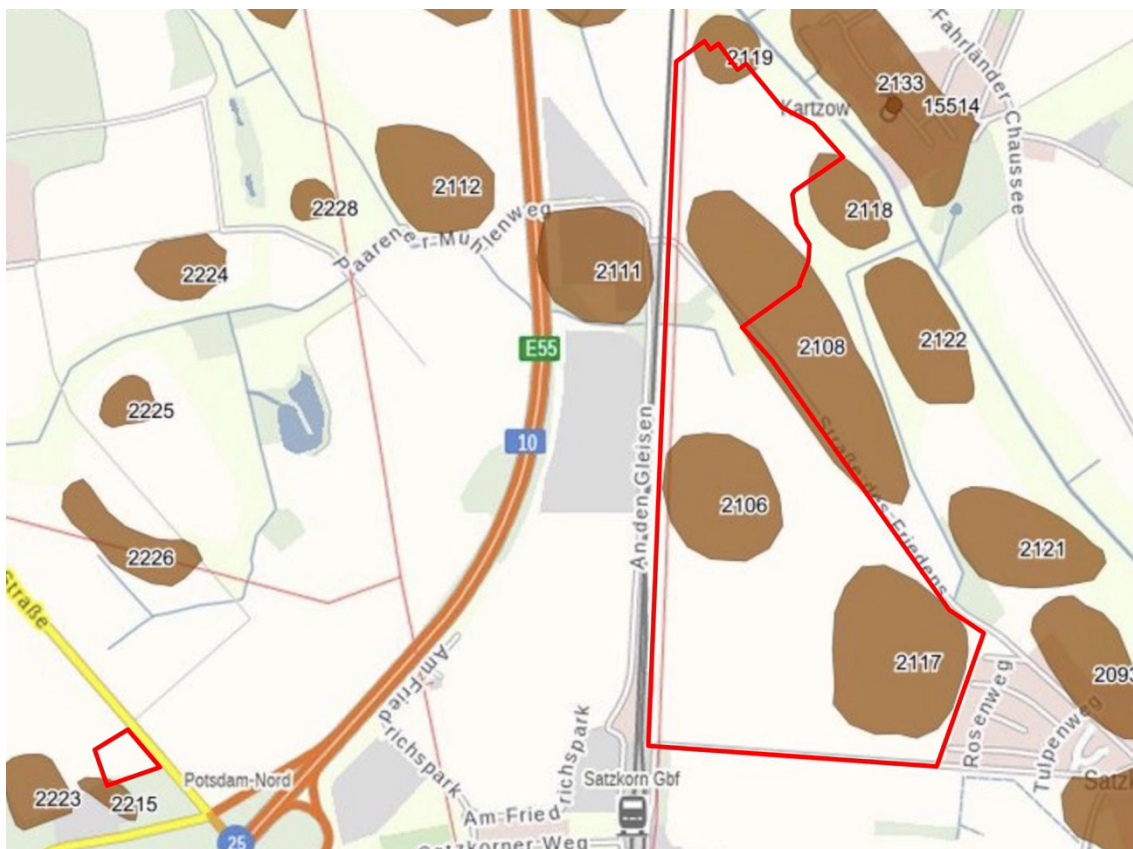 2119
2133
Kartzow
15514
Fahrländer Chaussee
2112
2228
2118
Paarener Mühlenweg
2224
2111
E55
2108
2122
2225
10
An den Gleisen
Straße des Friedens
2106
2226
2121
Straße
2117
2093
Am Friedrichspark
Rosenweg
Tulpenweg
Potsdam-Nord
Satzkorn Gbf
2223
2215
Am Friedrichspark
25
Satzkorner Weg